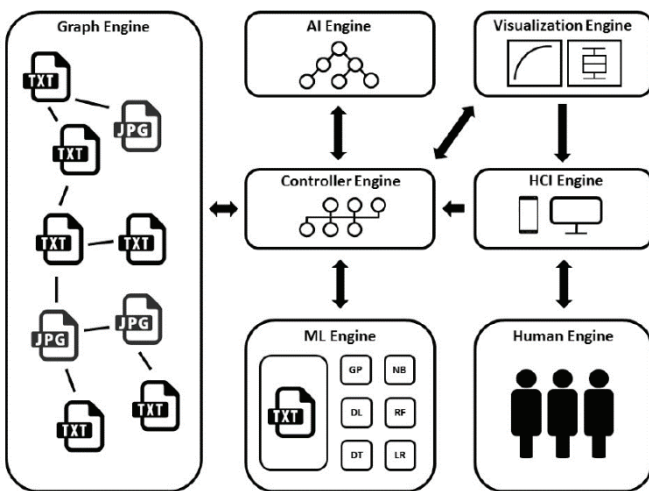 Graph Engine
TXT
JPG
TXT
TXT
TXT
JPG
JPG
TXT
TXT
AI Engine
Visualization Engine
Controller Engine
HCI Engine
ML Engine
TXT
GP NB
DL RF
DT LR
Human Engine